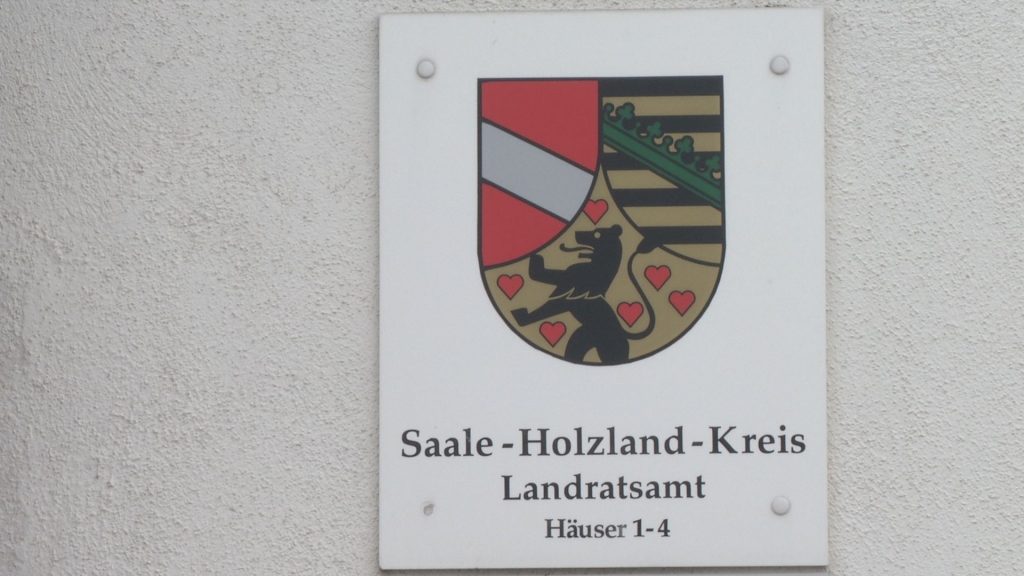 Saale-Holzland-Kreis
Landratsamt
Häuser 1-4